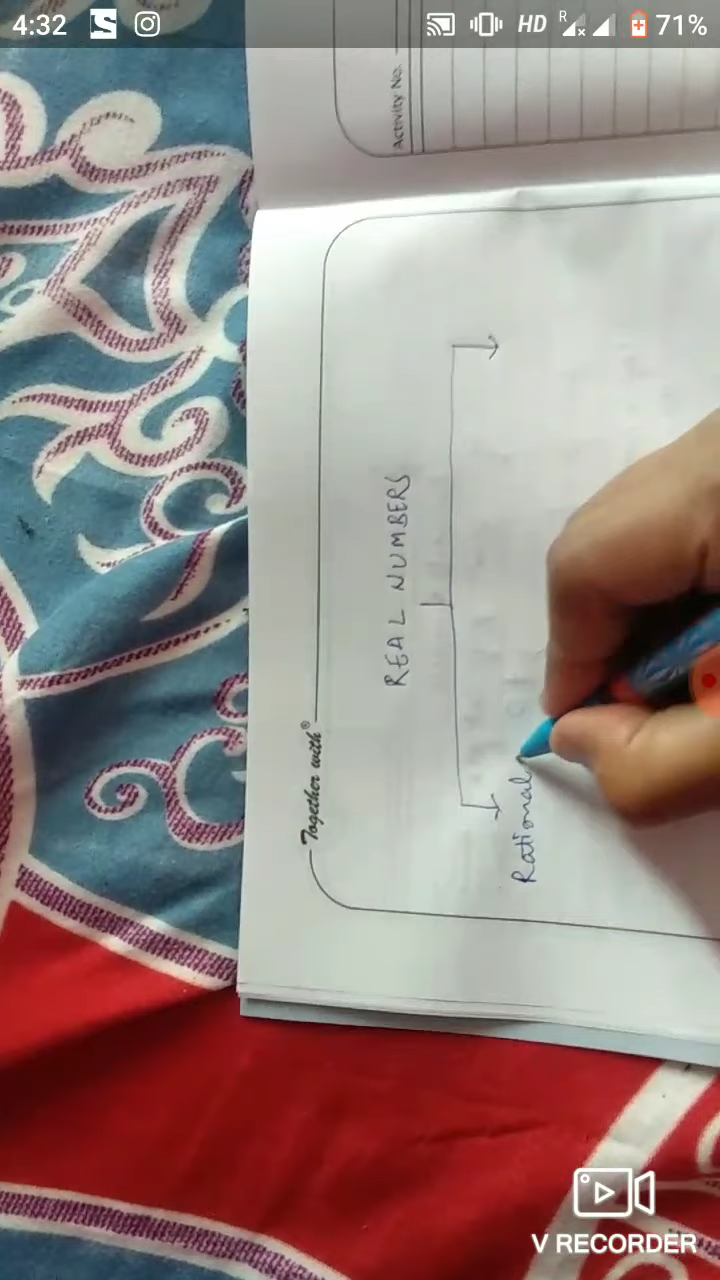 4:32 HD R 71%
Activity No.
Together with®
REAL NUMBERS
Rational
V RECORDER